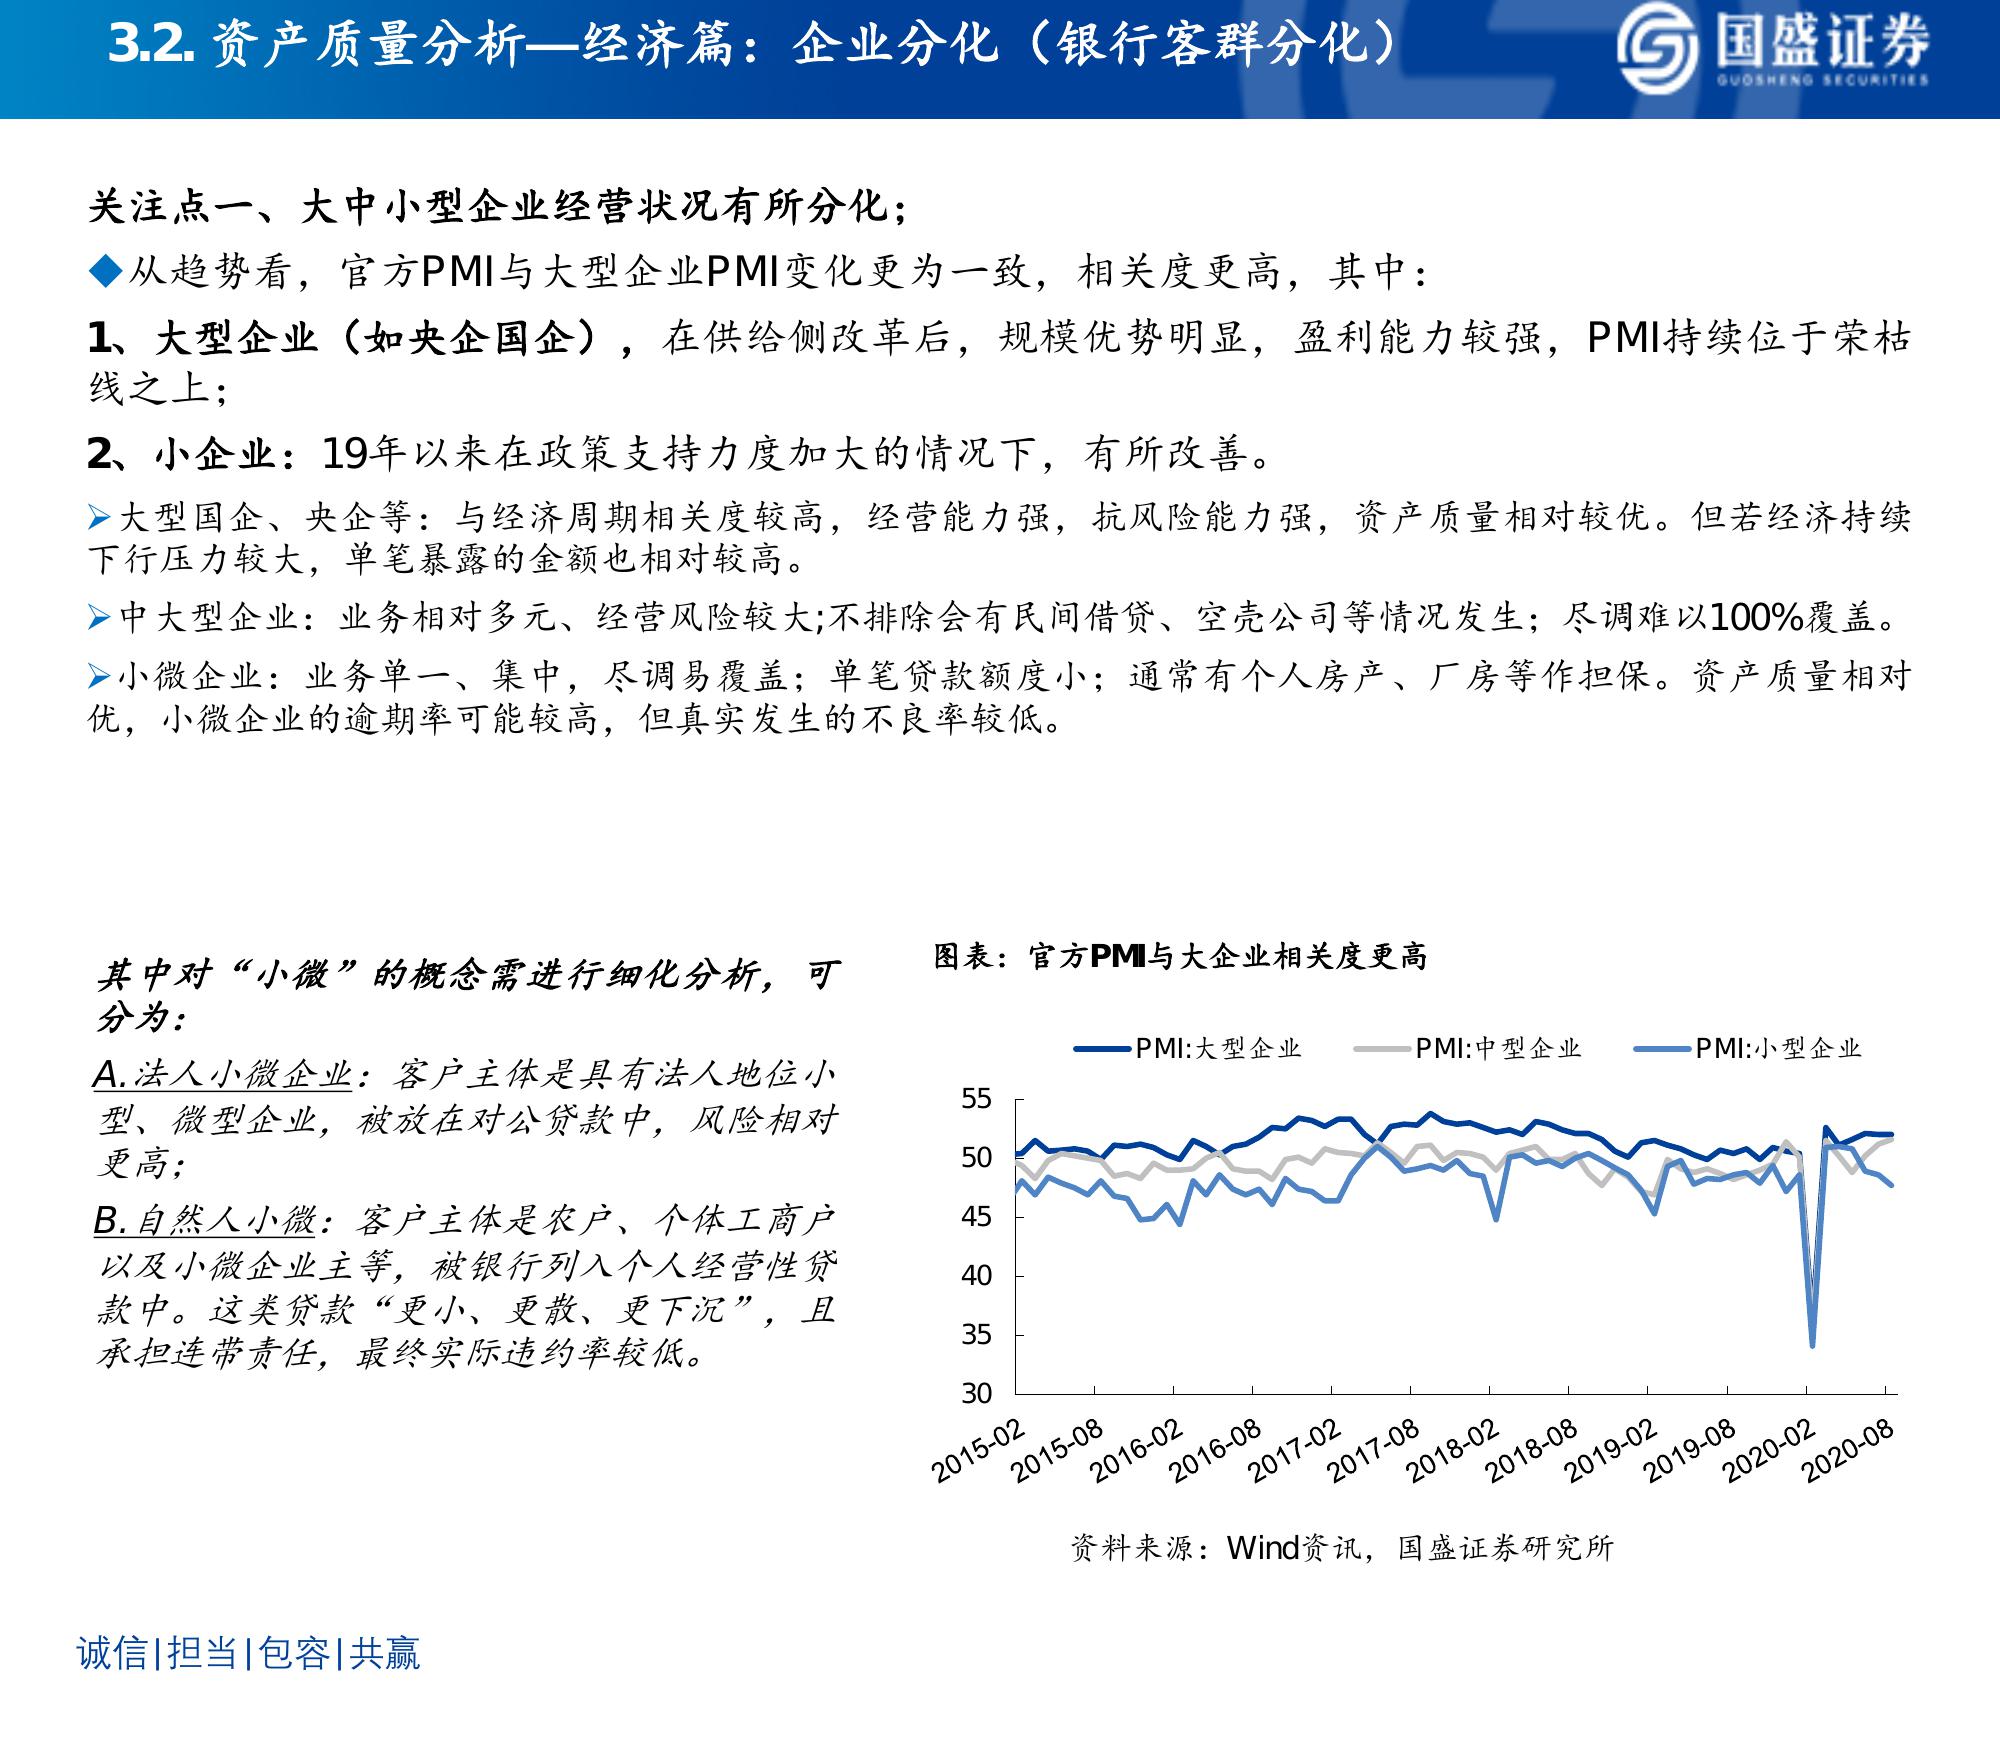 3.2. 资产质量分析—经济篇：企业分化（银行客群分化）
国盛证券
GUOSHENG SECURITIES
关注点一、大中小型企业经营状况有所分化；
◆从趋势看，官方PMI与大型企业PMI变化更为一致，相关度更高，其中：
1、大型企业（如央企国企），在供给侧改革后，规模优势明显，盈利能力较强，PMI持续位于荣枯
线之上；
2、小企业：19年以来在政策支持力度加大的情况下，有所改善。
➢大型国企、央企等：与经济周期相关度较高，经营能力强，抗风险能力强，资产质量相对较优。但若经济持续
下行压力较大，单笔暴露的金额也相对较高。
➢中大型企业：业务相对多元、经营风险较大;不排除会有民间借贷、空壳公司等情况发生；尽调难以100%覆盖。
➢小微企业：业务单一、集中，尽调易覆盖；单笔贷款额度小；通常有个人房产、厂房等作担保。资产质量相对
优，小微企业的逾期率可能较高，但真实发生的不良率较低。
其中对“小微”的概念需进行细化分析，可
分为：
A.法人小微企业：客户主体是具有法人地位小
型、微型企业，被放在对公贷款中，风险相对
更高；
B.自然人小微：客户主体是农户、个体工商户
以及小微企业主等，被银行列入个人经营性贷
款中。这类贷款“更小、更散、更下沉”，且
承担连带责任，最终实际违约率较低。
图表：官方PMI与大企业相关度更高
PMI:大型企业 PMI:中型企业 PMI:小型企业
55
50
45
40
35
30
2015-02 2015-08 2016-02 2016-08 2017-02 2017-08 2018-02 2018-08 2019-02 2019-08 2020-02 2020-08
资料来源：Wind资讯，国盛证券研究所
诚信|担当|包容|共赢